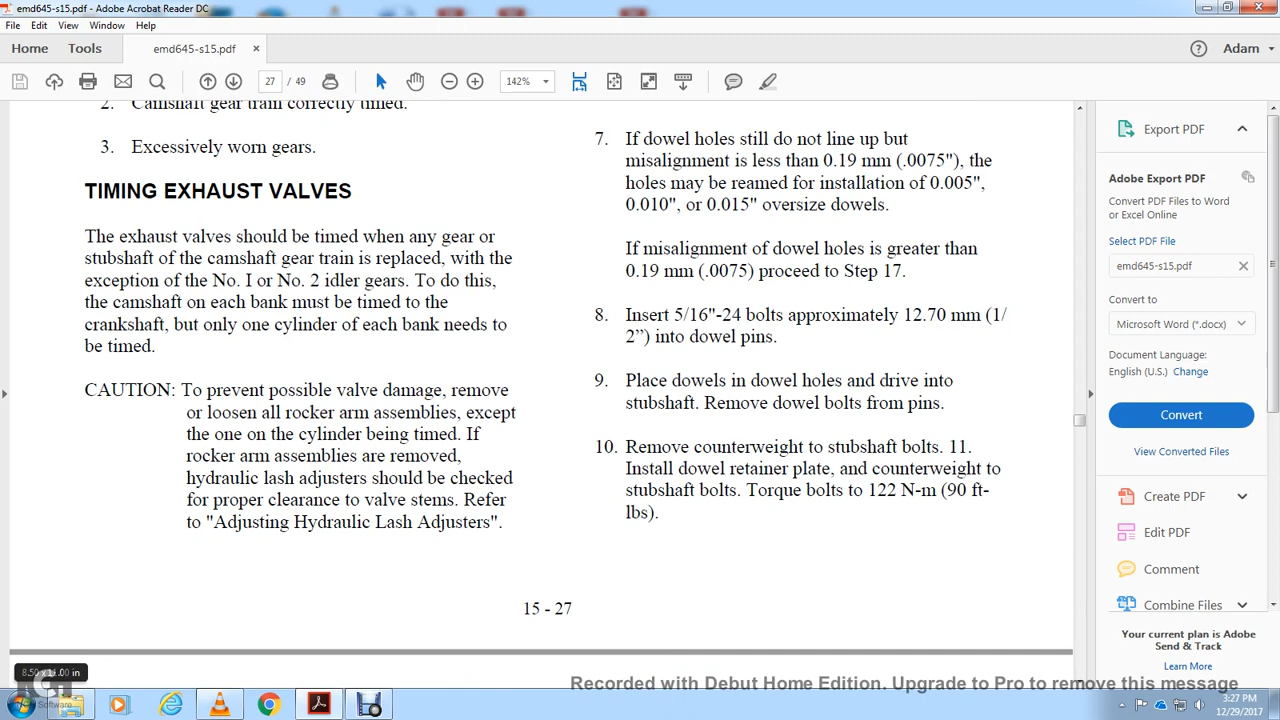 emd645-s15.pdf - Adobe Acrobat Reader DC
File Edit View Window Help
Home Tools emd645-s15.pdf × Adam
27 / 49 142%
2. Camshaft gear train correctly timed.
3. Excessively worn gears.
TIMING EXHAUST VALVES
The exhaust valves should be timed when any gear or
stubshaft of the camshaft gear train is replaced, with the
exception of the No. I or No. 2 idler gears. To do this,
the camshaft on each bank must be timed to the
crankshaft, but only one cylinder of each bank needs to
be timed.
CAUTION: To prevent possible valve damage, remove
or loosen all rocker arm assemblies, except
the one on the cylinder being timed. If
rocker arm assemblies are removed,
hydraulic lash adjusters should be checked
for proper clearance to valve stems. Refer
to "Adjusting Hydraulic Lash Adjusters".
7. If dowel holes still do not line up but
misalignment is less than 0.19 mm (.0075"), the
holes may be reamed for installation of 0.005",
0.010", or 0.015" oversize dowels.
If misalignment of dowel holes is greater than
0.19 mm (.0075) proceed to Step 17.
8. Insert 5/16"-24 bolts approximately 12.70 mm (1/
2”) into dowel pins.
9. Place dowels in dowel holes and drive into
stubshaft. Remove dowel bolts from pins.
10. Remove counterweight to stubshaft bolts. 11.
Install dowel retainer plate, and counterweight to
stubshaft bolts. Torque bolts to 122 N-m (90 ft-
lbs).
15 - 27
8.50 x 11.00 in
Export PDF
Adobe Export PDF
Convert PDF Files to Word
or Excel Online
Select PDF File
emd645-s15.pdf
Convert to
Microsoft Word (*.docx)
Document Language:
English (U.S.) Change
Convert
View Converted Files
Create PDF
Edit PDF
Comment
Combine Files
Your current plan is Adobe
Send & Track
Learn More
Recorded with Debut Home Edition. Upgrade to Pro to remove this message
Software
3:27 PM
12/29/2017